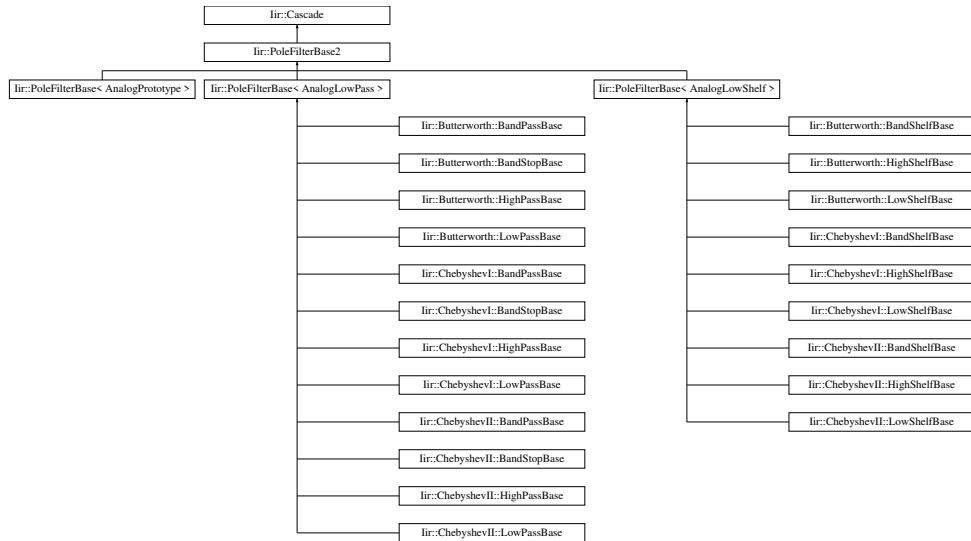 Iir::Cascade
Iir::PoleFilterBase2
Iir::PoleFilterBase< AnalogPrototype >
Iir::PoleFilterBase< AnalogLowPass >
Iir::PoleFilterBase< AnalogLowShelf >
Iir::Butterworth::BandPassBase
Iir::Butterworth::BandStopBase
Iir::Butterworth::HighPassBase
Iir::Butterworth::LowPassBase
Iir::ChebyshevI::BandPassBase
Iir::ChebyshevI::BandStopBase
Iir::ChebyshevI::HighPassBase
Iir::ChebyshevI::LowPassBase
Iir::ChebyshevII::BandPassBase
Iir::ChebyshevII::BandStopBase
Iir::ChebyshevII::HighPassBase
Iir::ChebyshevII::LowPassBase
Iir::Butterworth::BandShelfBase
Iir::Butterworth::HighShelfBase
Iir::Butterworth::LowShelfBase
Iir::ChebyshevI::BandShelfBase
Iir::ChebyshevI::HighShelfBase
Iir::ChebyshevI::LowShelfBase
Iir::ChebyshevII::BandShelfBase
Iir::ChebyshevII::HighShelfBase
Iir::ChebyshevII::LowShelfBase